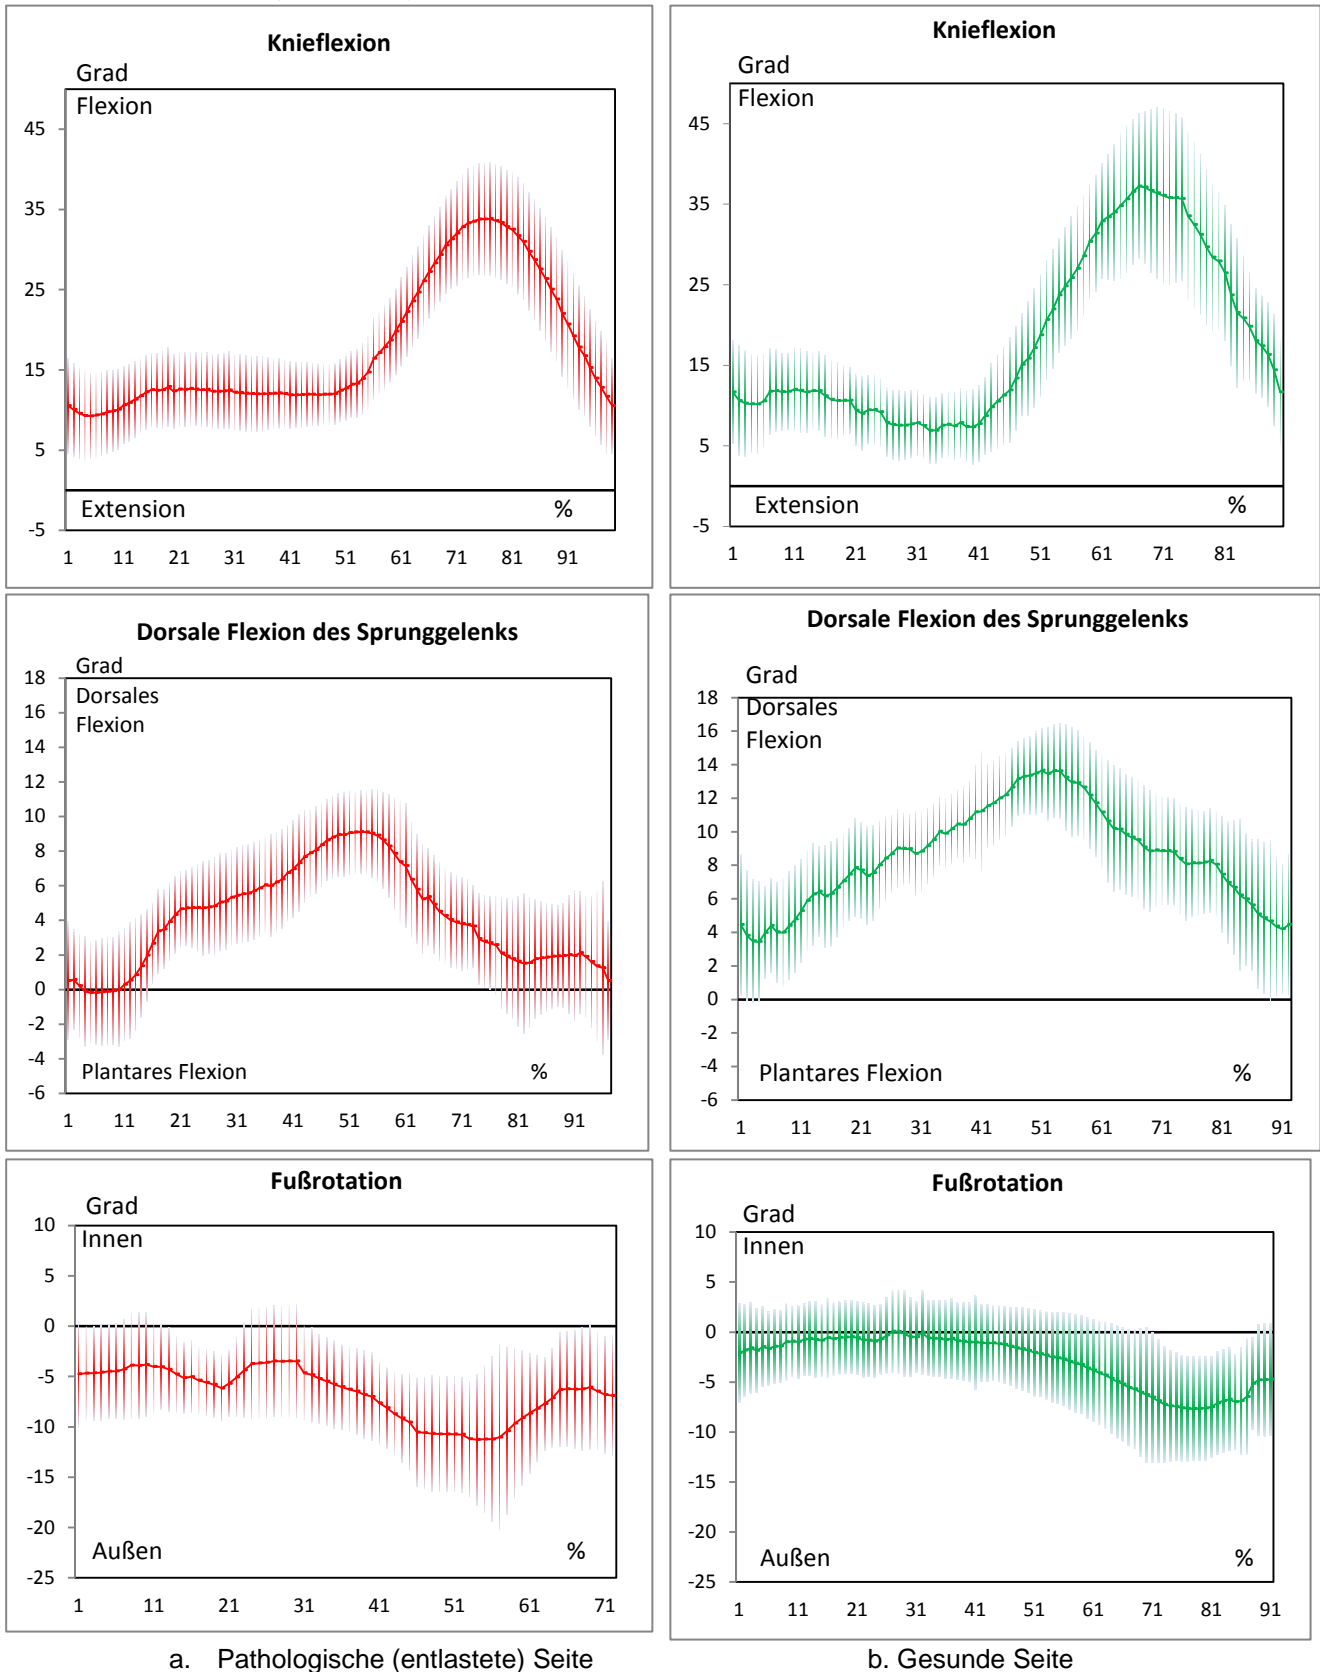 Knieflexion
Grad
Flexion
45
35
25
15
5
-5
Extension %
1 11 21 31 41 51 61 71 81 91
Knieflexion
Grad
Flexion
45
35
25
15
5
-5
Extension %
1 11 21 31 41 51 61 71 81
Dorsale Flexion des Sprunggelenks
Grad
Dorsales
Flexion
18
16
14
12
10
8
6
4
2
0
-2
-4
-6
Plantares Flexion %
1 11 21 31 41 51 61 71 81 91
Dorsale Flexion des Sprunggelenks
Grad
Dorsales
Flexion
18
16
14
12
10
8
6
4
2
0
-2
-4
-6
Plantares Flexion %
1 11 21 31 41 51 61 71 81 91
Fußrotation
Grad
Innen
10
5
0
-5
-10
-15
-20
-25
Außen %
1 11 21 31 41 51 61 71
Fußrotation
Grad
Innen
10
5
0
-5
-10
-15
-20
-25
Außen %
1 11 21 31 41 51 61 71 81 91
a. Pathologische (entlastete) Seite
b. Gesunde Seite